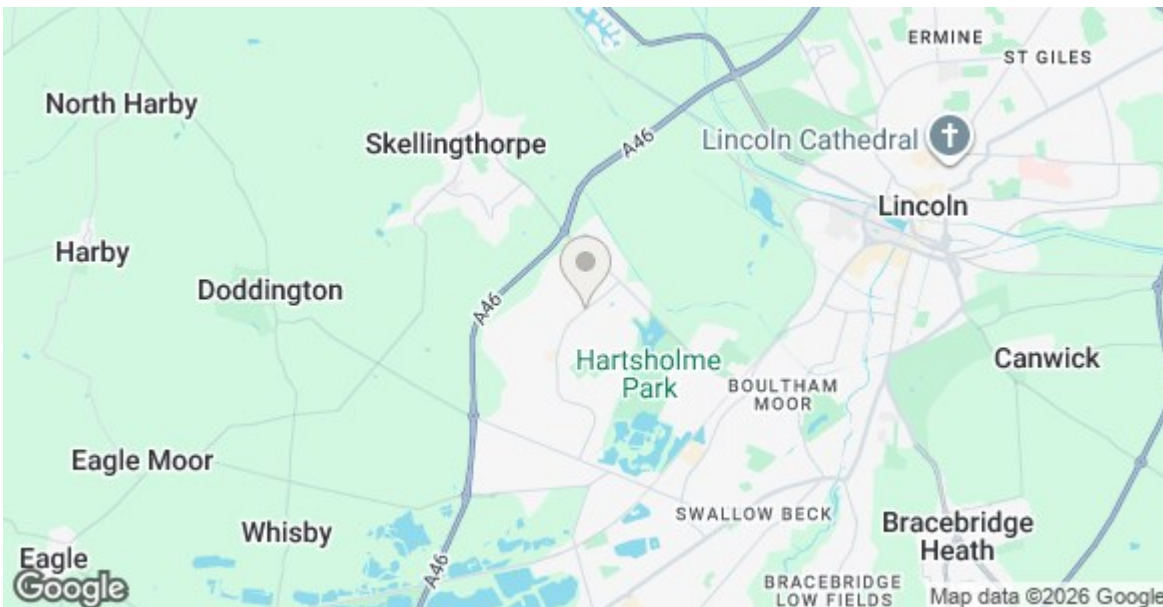 ERMINE
ST GILES
North Harby
Skellingthorpe
A46
Lincoln Cathedral
Lincoln
Harby
Doddington
A46
Hartsholme
Park
Canwick
BOULTHAM
MOOR
Eagle Moor
Whisby
SWALLOW BECK
Bracebridge
Heath
Eagle
A46
BRACEBRIDGE
LOW FIELDS
Google
Map data ©2026 Google